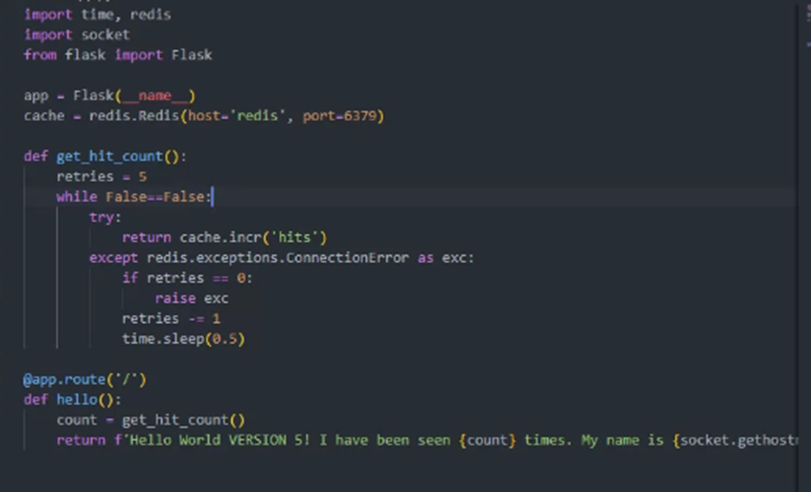 import time, redis
import socket
from flask import Flask
app = Flask(__name__)
cache = redis.Redis(host='redis', port=6379)
def get_hit_count():
retries = 5
while False==False:
try:
return cache.incr('hits')
except redis.exceptions.ConnectionError as exc:
if retries == 0:
raise exc
retries -= 1
time.sleep(0.5)
@app.route('/')
def hello():
count = get_hit_count()
return f'Hello World VERSION 5! I have been seen {count} times. My name is {socket.gethost